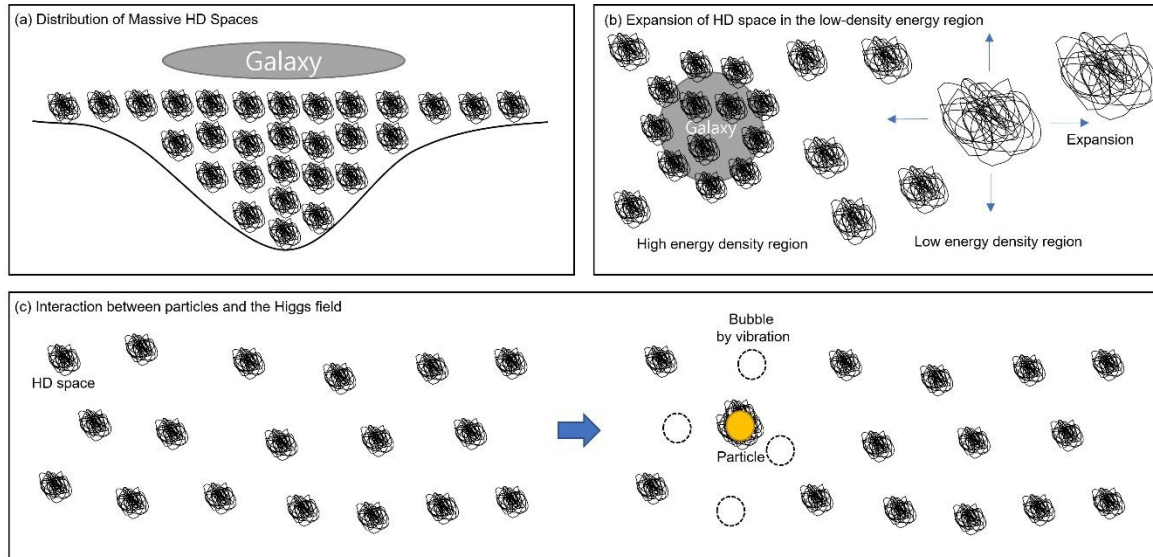 (a) Distribution of Massive HD Spaces
Galaxy
(b) Expansion of HD space in the low-density energy region
Galaxy
Expansion
High energy density region
Low energy density region
(c) Interaction between particles and the Higgs field
HD space
Bubble
by vibration
Particle